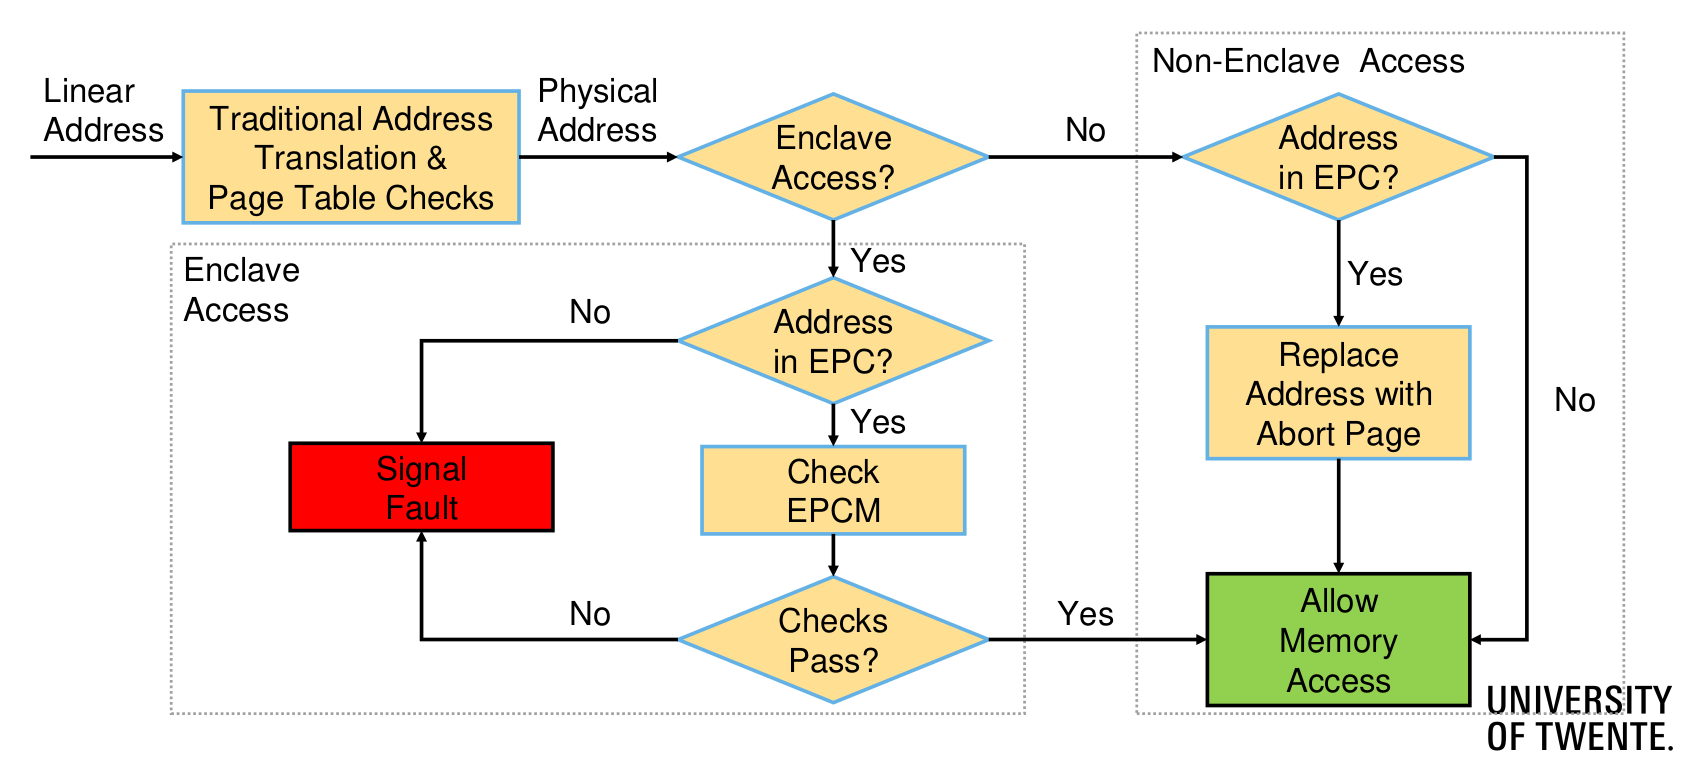 Linear
Address
Traditional Address
Translation &
Page Table Checks
Physical
Address
Enclave
Access?
No
Non-Enclave Access
Address
in EPC?
Yes
Enclave
Access
No
Address
in EPC?
Yes
Replace
Address with
Abort Page
No
Yes
Signal
Fault
Check
EPCM
No
Checks
Pass?
Yes
Allow
Memory
Access
UNIVERSITY
OF TWENTE.